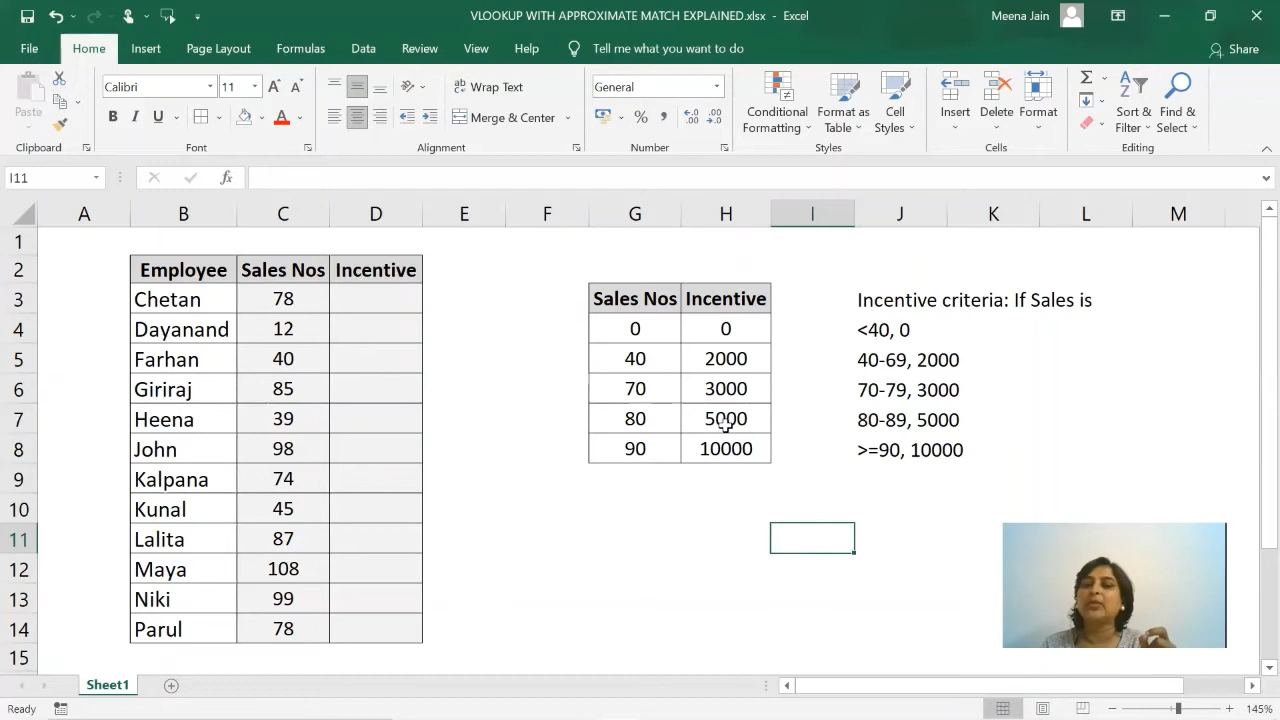 VLOOKUP WITH APPROXIMATE MATCH EXPLAINED.xlsx - Excel
Meena Jain
File Home Insert Page Layout Formulas Data Review View Help Tell me what you want to do Share
Paste
Calibri 11
B I U
Wrap Text
Merge & Center
General
% ,
Conditional Formatting
Format as Table
Cell Styles
Insert Delete Format
Sort & Filter
Find & Select
Clipboard Font Alignment Number Styles Cells Editing
I11 fx
A B C D E F G H I J K L M
1
2 Employee Sales Nos Incentive
3 Chetan 78 Sales Nos Incentive Incentive criteria: If Sales is
4 Dayanand 12 0 0 <40, 0
5 Farhan 40 40 2000 40-69, 2000
6 Giriraj 85 70 3000 70-79, 3000
7 Heena 39 80 5000 80-89, 5000
8 John 98 90 10000 >=90, 10000
9 Kalpana 74
10 Kunal 45
11 Lalita 87
12 Maya 108
13 Niki 99
14 Parul 78
15
Sheet1
Ready 145%